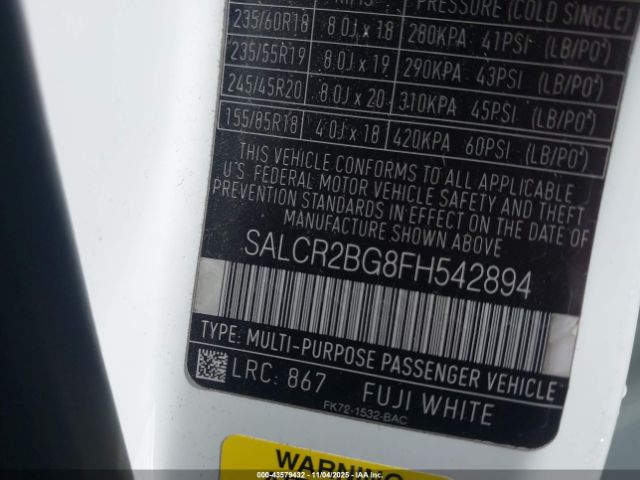 PRESSURE (COLD SINGLE)
235/60R18 8.0J x 18 280KPA 41PSI (LB/PO²)
235/55R19 8.0J x 19 290KPA 43PSI (LB/PO²)
245/45R20 8.0J x 20 310KPA 45PSI (LB/PO²)
155/85R18 4.0J x 18 420KPA 60PSI (LB/PO²)
THIS VEHICLE CONFORMS TO ALL APPLICABLE
U.S. FEDERAL MOTOR VEHICLE SAFETY AND THEFT
PREVENTION STANDARDS IN EFFECT ON THE DATE OF
MANUFACTURE SHOWN ABOVE
SALCR2BG8FH542894
TYPE: MULTI-PURPOSE PASSENGER VEHICLE
LRC: 867 FUJI WHITE
FK72-1532-BAC
WARNING
000-43579432 - 11/04/2025 - IAAI.COM